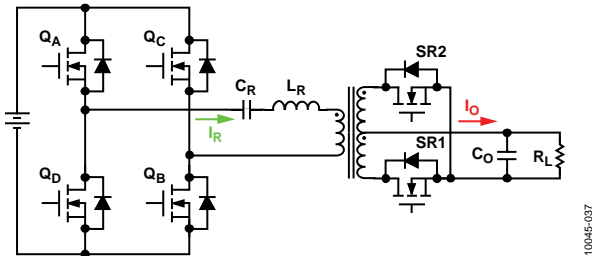 QA
QC
SR2
CR
LR
IR
IO
SR1
CO
RL
QD
QB
10045-037